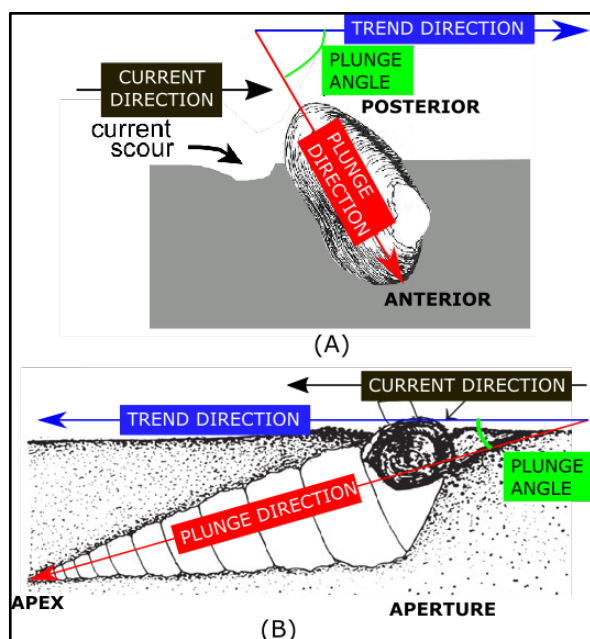 TREND DIRECTION
PLUNGE
ANGLE
CURRENT
DIRECTION
POSTERIOR
current
scour
PLUNGE
DIRECTION
ANTERIOR
(A)
CURRENT DIRECTION
TREND DIRECTION
PLUNGE
ANGLE
PLUNGE DIRECTION
APEX
APERTURE
(B)